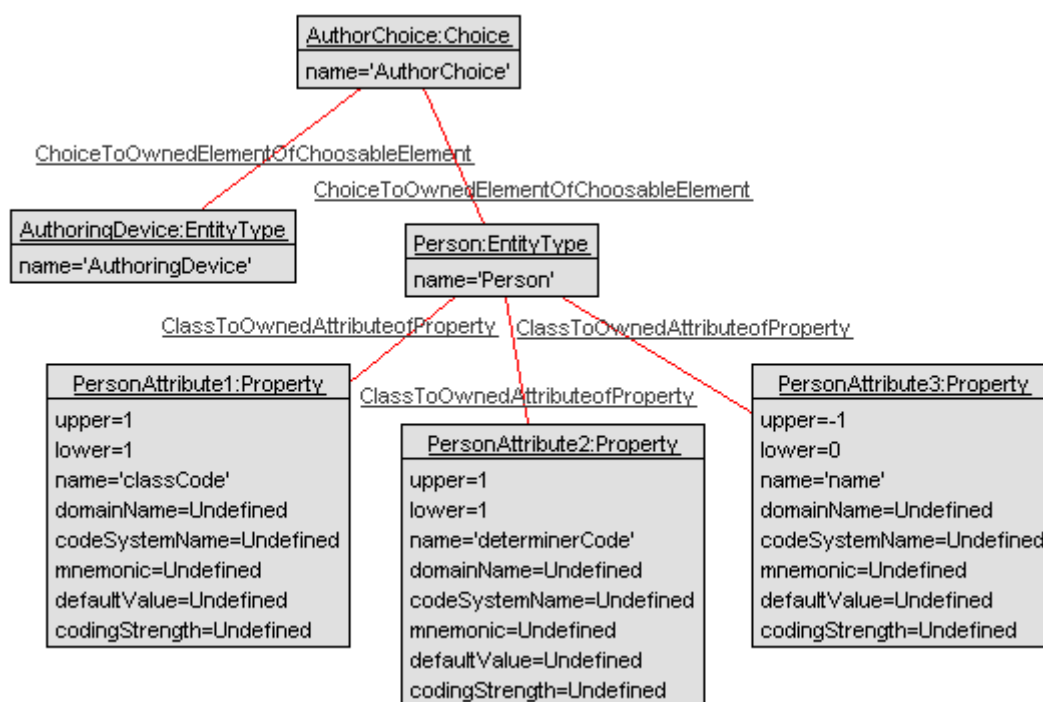 AuthorChoice:Choice
name='AuthorChoice'
ChoiceToOwnedElementOfChoosableElement
ChoiceToOwnedElementOfChoosableElement
AuthoringDevice:EntityType
name='AuthoringDevice'
Person:EntityType
name='Person'
ClassToOwnedAttributeofProperty
ClassToOwnedAttributeofProperty
ClassToOwnedAttributeofProperty
PersonAttribute1:Property
upper=1
lower=1
name='classCode'
domainName=Undefined
codeSystemName=Undefined
mnemonic=Undefined
defaultValue=Undefined
codingStrength=Undefined
PersonAttribute2:Property
upper=1
lower=1
name='determinerCode'
domainName=Undefined
codeSystemName=Undefined
mnemonic=Undefined
defaultValue=Undefined
codingStrength=Undefined
PersonAttribute3:Property
upper=-1
lower=0
name='name'
domainName=Undefined
codeSystemName=Undefined
mnemonic=Undefined
defaultValue=Undefined
codingStrength=Undefined